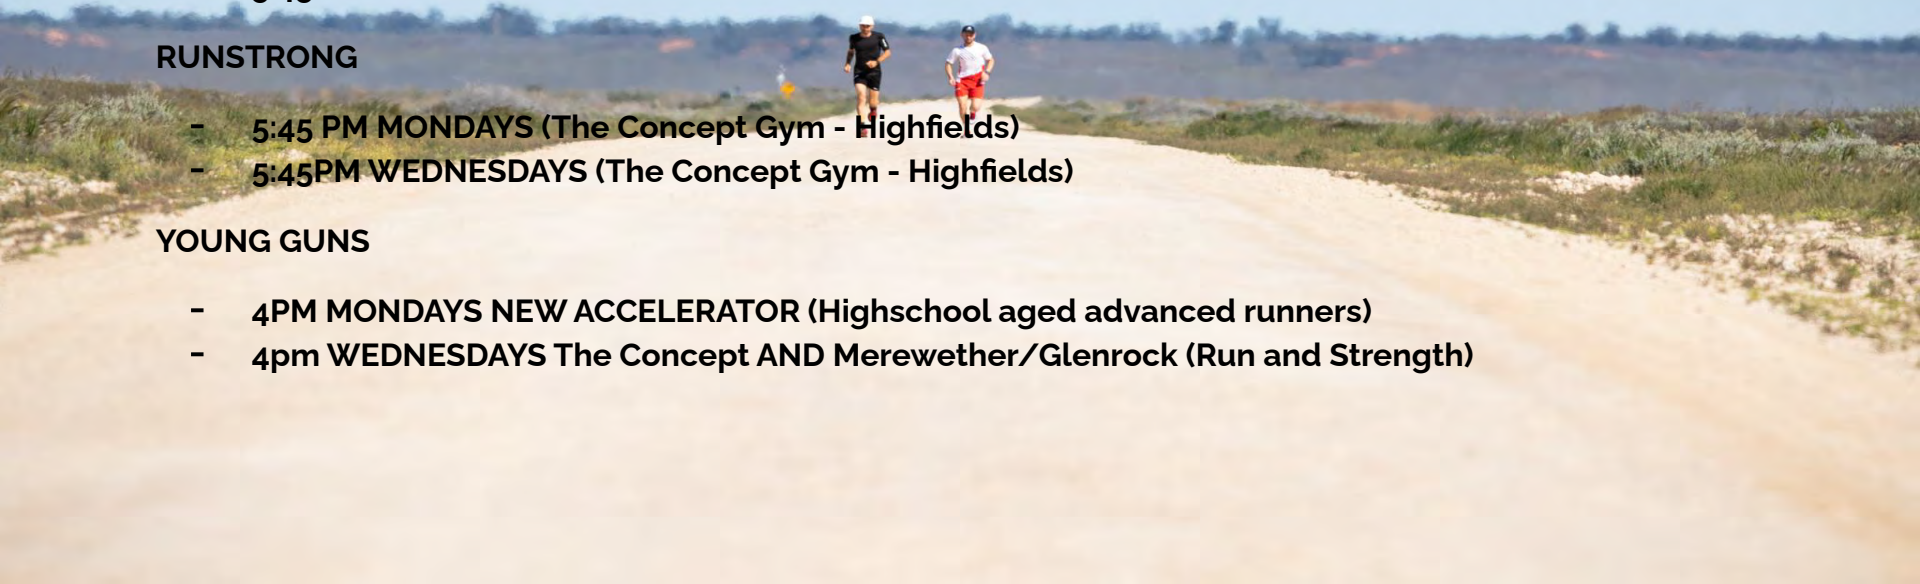 RUNSTRONG
- 5:45 PM MONDAYS (The Concept Gym - Highfields)
- 5:45PM WEDNESDAYS (The Concept Gym - Highfields)
YOUNG GUNS
- 4PM MONDAYS NEW ACCELERATOR (Highschool aged advanced runners)
- 4pm WEDNESDAYS The Concept AND Merewether/Glenrock (Run and Strength)